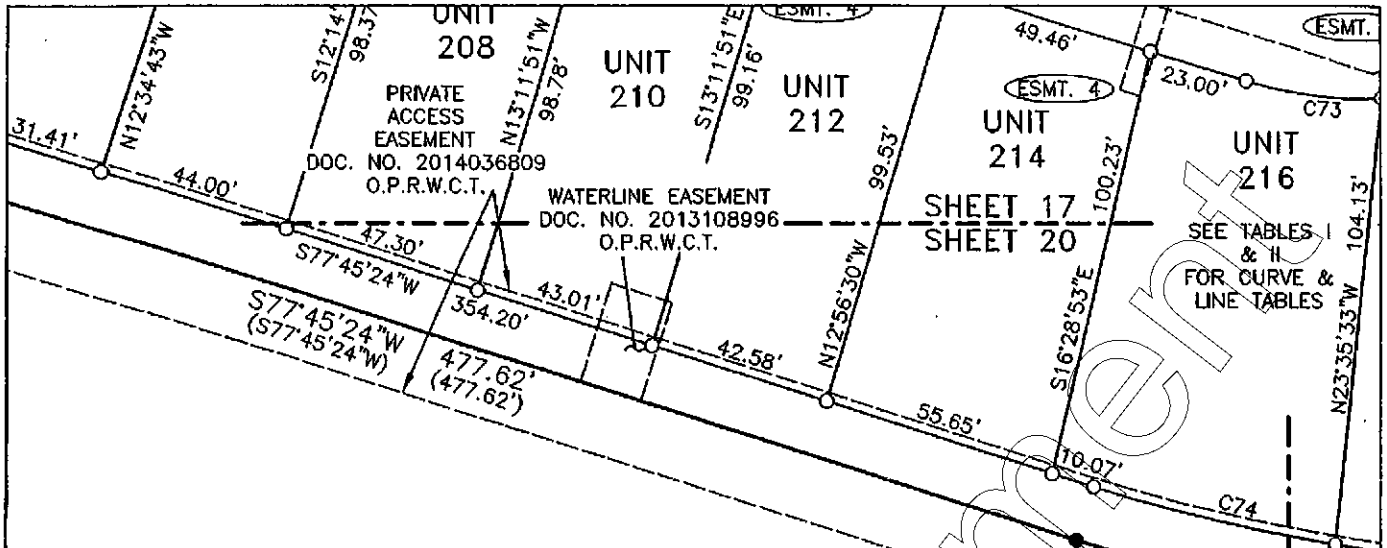 UNIT
208
ESMT. 4
ESMT.
49.46'
23.00'
C73
ESMT. 4
S12°14'
98.37
N12°34'43"W
N13°11'51"W
98.78'
UNIT
210
S13°11'51"E
99.16'
UNIT
212
99.53'
N12°56'30"W
UNIT
214
100.23'
S16°28'53"E
UNIT
216
104.13'
N23°35'33"W
PRIVATE
ACCESS
EASEMENT
DOC. NO. 2014036809
O.P.R.W.C.T.
WATERLINE EASEMENT
DOC. NO. 2013108996
O.P.R.W.C.T.
SHEET 17
SHEET 20
SEE TABLES I
& II
FOR CURVE &
LINE TABLES
31.41'
44.00'
47.30'
S77°45'24"W
354.20'
43.01'
42.58'
55.65'
10.07'
C74
S77°45'24"W
(S77°45'24"W)
477.62'
(477.62')
ment